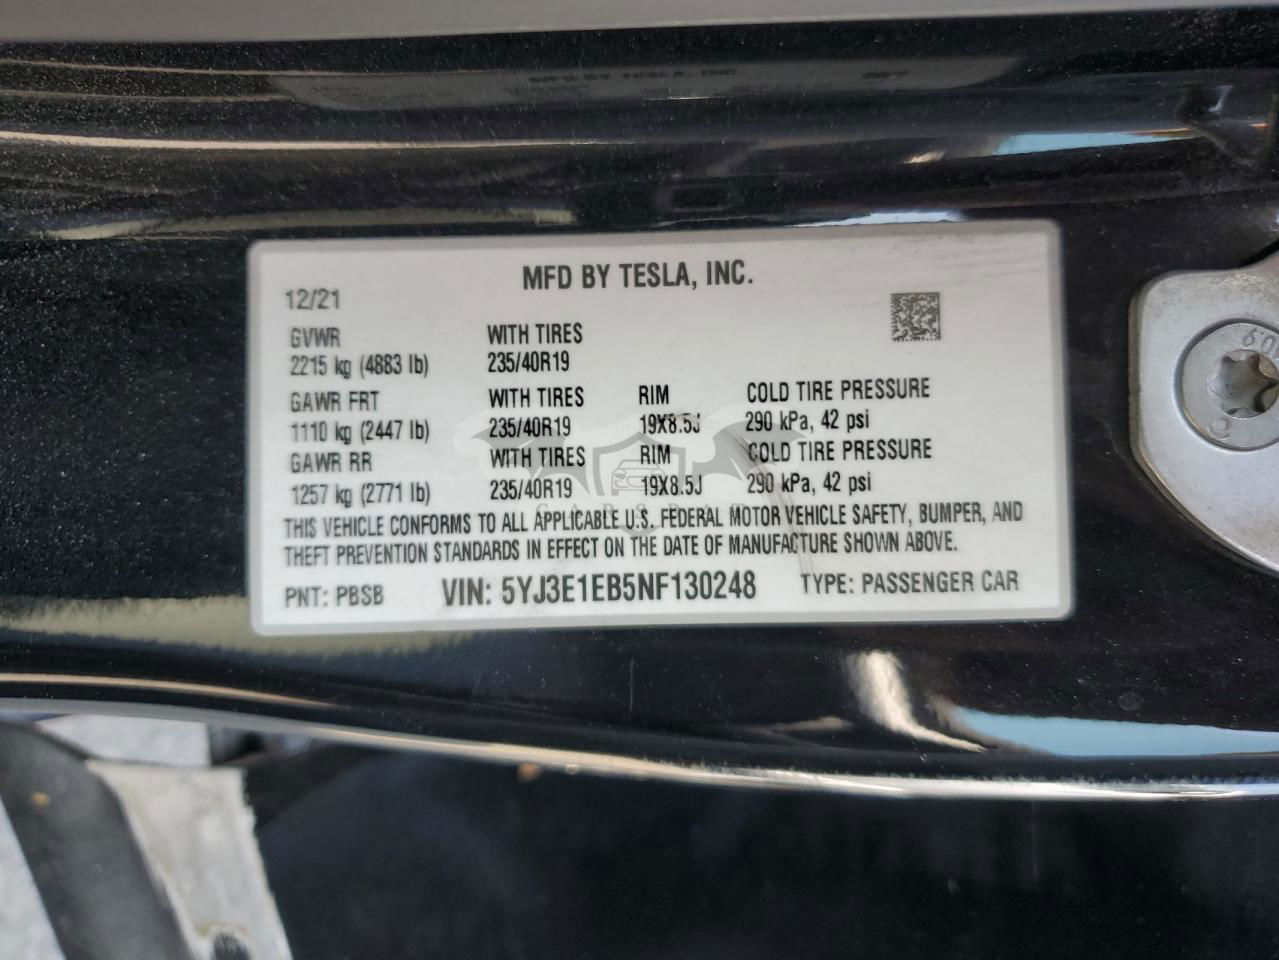 MFD BY TESLA, INC.
12/21
GVWR WITH TIRES
2215 kg (4883 lb) 235/40R19
GAWR FRT WITH TIRES RIM COLD TIRE PRESSURE
1110 kg (2447 lb) 235/40R19 19X8.5J 290 kPa, 42 psi
GAWR RR WITH TIRES RIM COLD TIRE PRESSURE
1257 kg (2771 lb) 235/40R19 19X8.5J 290 kPa, 42 psi
THIS VEHICLE CONFORMS TO ALL APPLICABLE U.S. FEDERAL MOTOR VEHICLE SAFETY, BUMPER, AND
THEFT PREVENTION STANDARDS IN EFFECT ON THE DATE OF MANUFACTURE SHOWN ABOVE.
PNT: PBSB VIN: 5YJ3E1EB5NF130248 TYPE: PASSENGER CAR